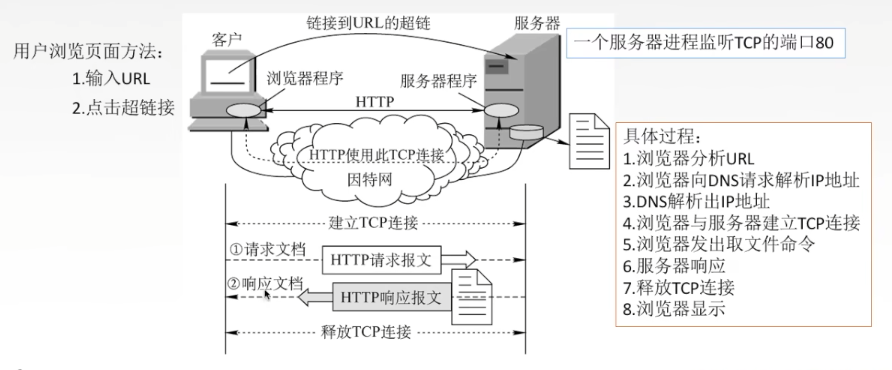 用户浏览页面方法：
1.输入URL
2.点击超链接
链接到URL的超链
客户
服务器
浏览器程序
服务器程序
HTTP
HTTP使用此TCP连接
因特网
建立TCP连接
①请求文档
HTTP请求报文
②响应文档
HTTP响应报文
释放TCP连接
一个服务器进程监听TCP的端口80
具体过程：
1.浏览器分析URL
2.浏览器向DNS请求解析IP地址
3.DNS解析出IP地址
4.浏览器与服务器建立TCP连接
5.浏览器发出取文件命令
6.服务器响应
7.释放TCP连接
8.浏览器显示